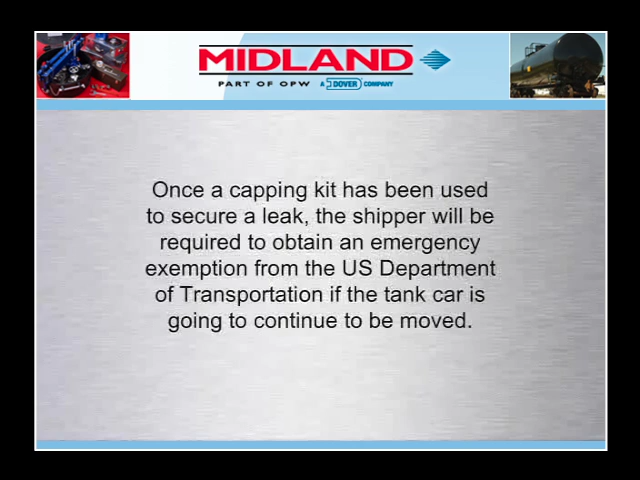 MIDLAND
PART OF OPW A DOVER COMPANY
Once a capping kit has been used
to secure a leak, the shipper will be
required to obtain an emergency
exemption from the US Department
of Transportation if the tank car is
going to continue to be moved.